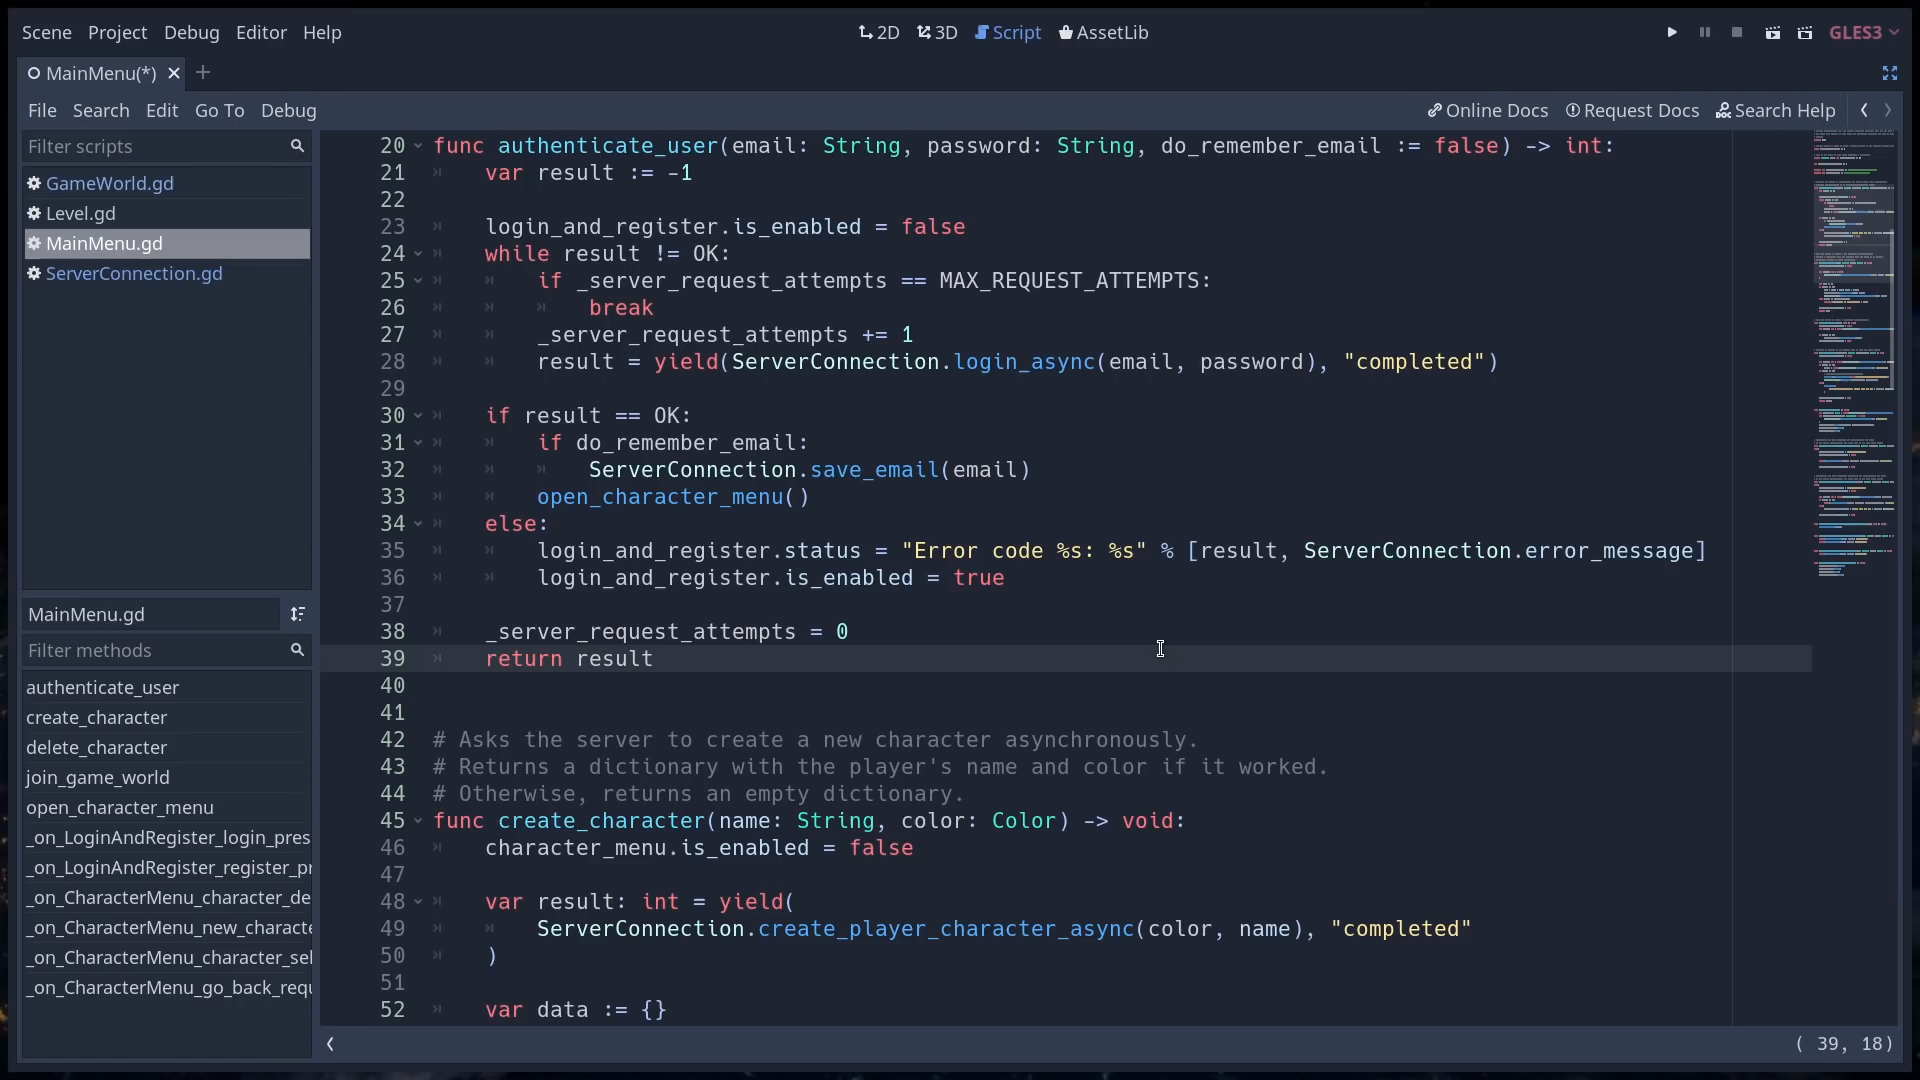 Scene Project Debug Editor Help 2D 3D Script AssetLib GLES3
MainMenu(*)
File Search Edit Go To Debug Online Docs Request Docs Search Help
Filter scripts
GameWorld.gd
Level.gd
MainMenu.gd
ServerConnection.gd
MainMenu.gd
Filter methods
authenticate_user
create_character
delete_character
join_game_world
open_character_menu
_on_LoginAndRegister_login_pres
_on_LoginAndRegister_register_pr
_on_CharacterMenu_character_de
_on_CharacterMenu_new_characte
_on_CharacterMenu_character_sel
_on_CharacterMenu_go_back_requ
20 func authenticate_user(email: String, password: String, do_remember_email := false) -> int:
21 var result := -1
22
23 login_and_register.is_enabled = false
24 while result != OK:
25 if _server_request_attempts == MAX_REQUEST_ATTEMPTS:
26 break
27 _server_request_attempts += 1
28 result = yield(ServerConnection.login_async(email, password), "completed")
29
30 if result == OK:
31 if do_remember_email:
32 ServerConnection.save_email(email)
33 open_character_menu()
34 else:
35 login_and_register.status = "Error code %s: %s" % [result, ServerConnection.error_message]
36 login_and_register.is_enabled = true
37
38 _server_request_attempts = 0
39 return result
40
41
42 # Asks the server to create a new character asynchronously.
43 # Returns a dictionary with the player's name and color if it worked.
44 # Otherwise, returns an empty dictionary.
45 func create_character(name: String, color: Color) -> void:
46 character_menu.is_enabled = false
47
48 var result: int = yield(
49 ServerConnection.create_player_character_async(color, name), "completed"
50 )
51
52 var data := {}
( 39, 18)